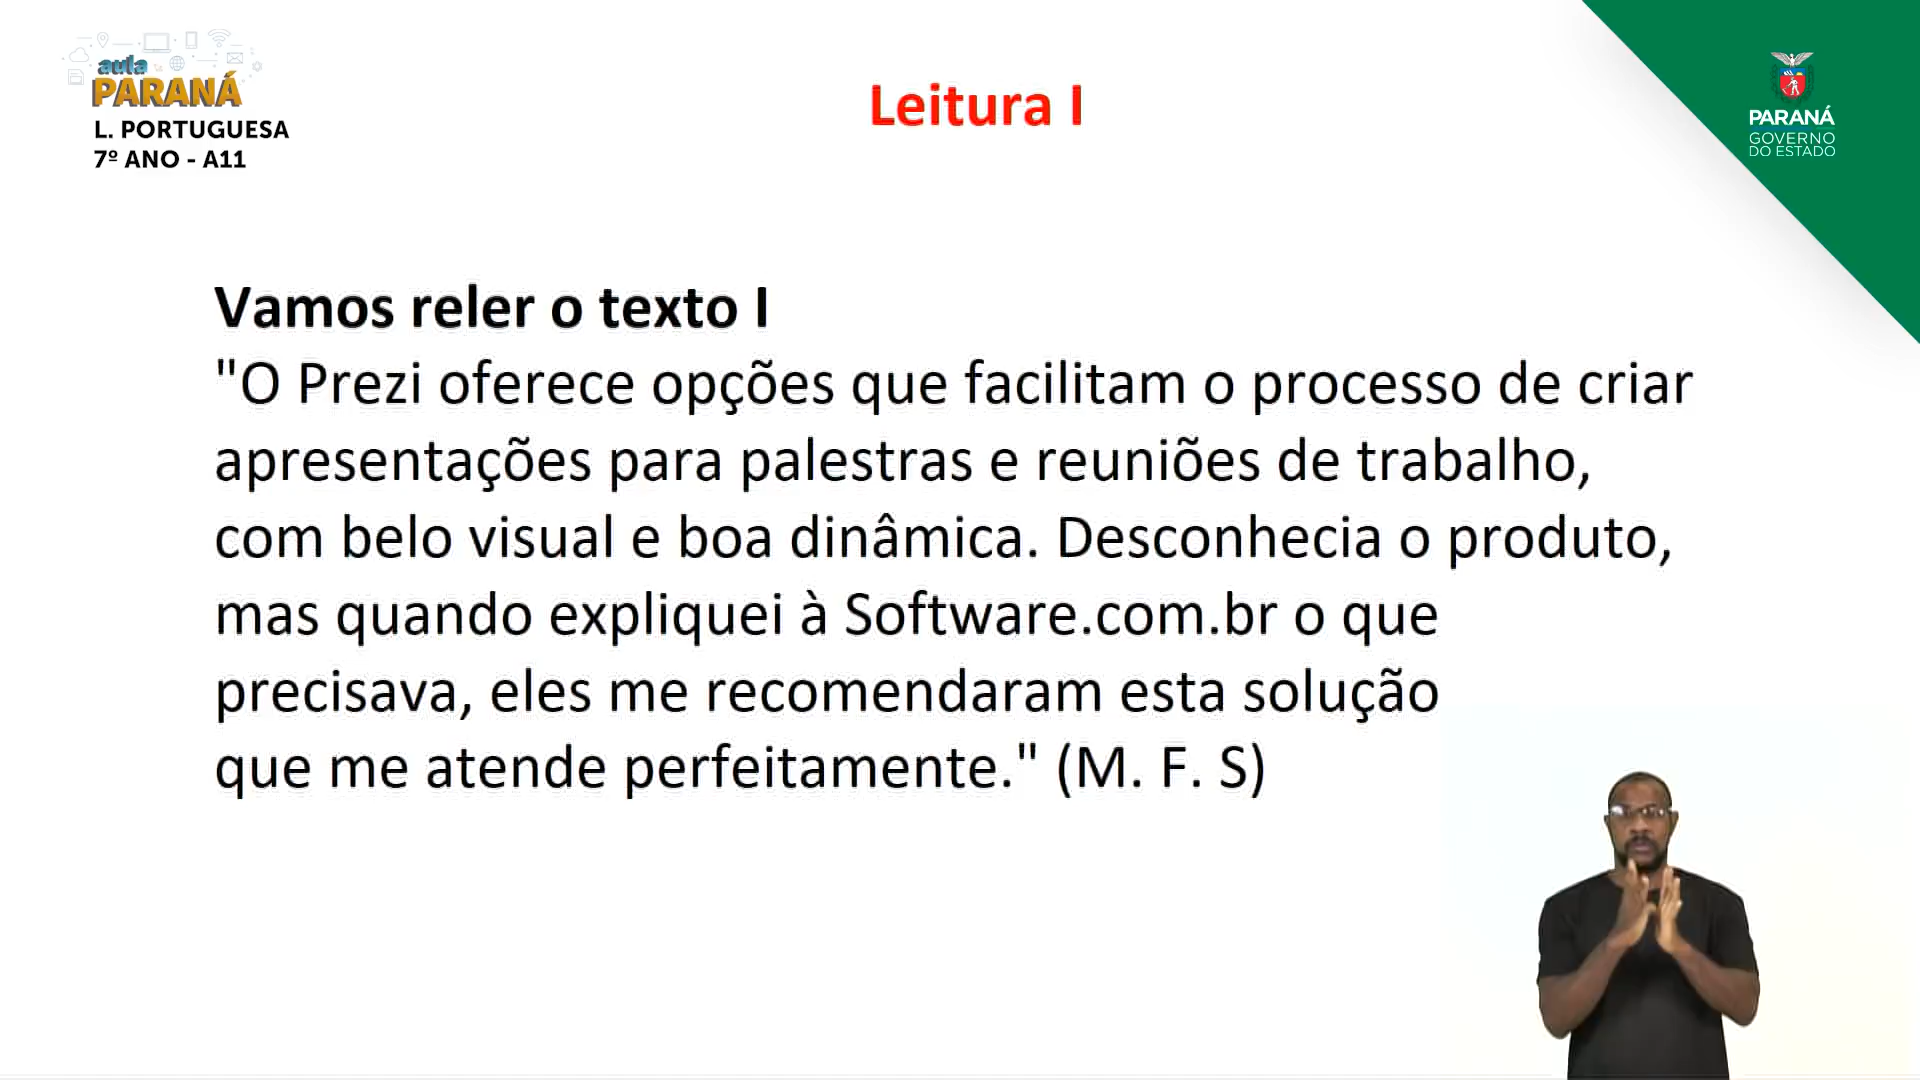 aula
PARANÁ
L. PORTUGUESA
7º ANO - A11
Leitura I
PARANÁ
GOVERNO
DO ESTADO
Vamos reler o texto I
"O Prezi oferece opções que facilitam o processo de criar
apresentações para palestras e reuniões de trabalho,
com belo visual e boa dinâmica. Desconhecia o produto,
mas quando expliquei à Software.com.br o que
precisava, eles me recomendaram esta solução
que me atende perfeitamente." (M. F. S)